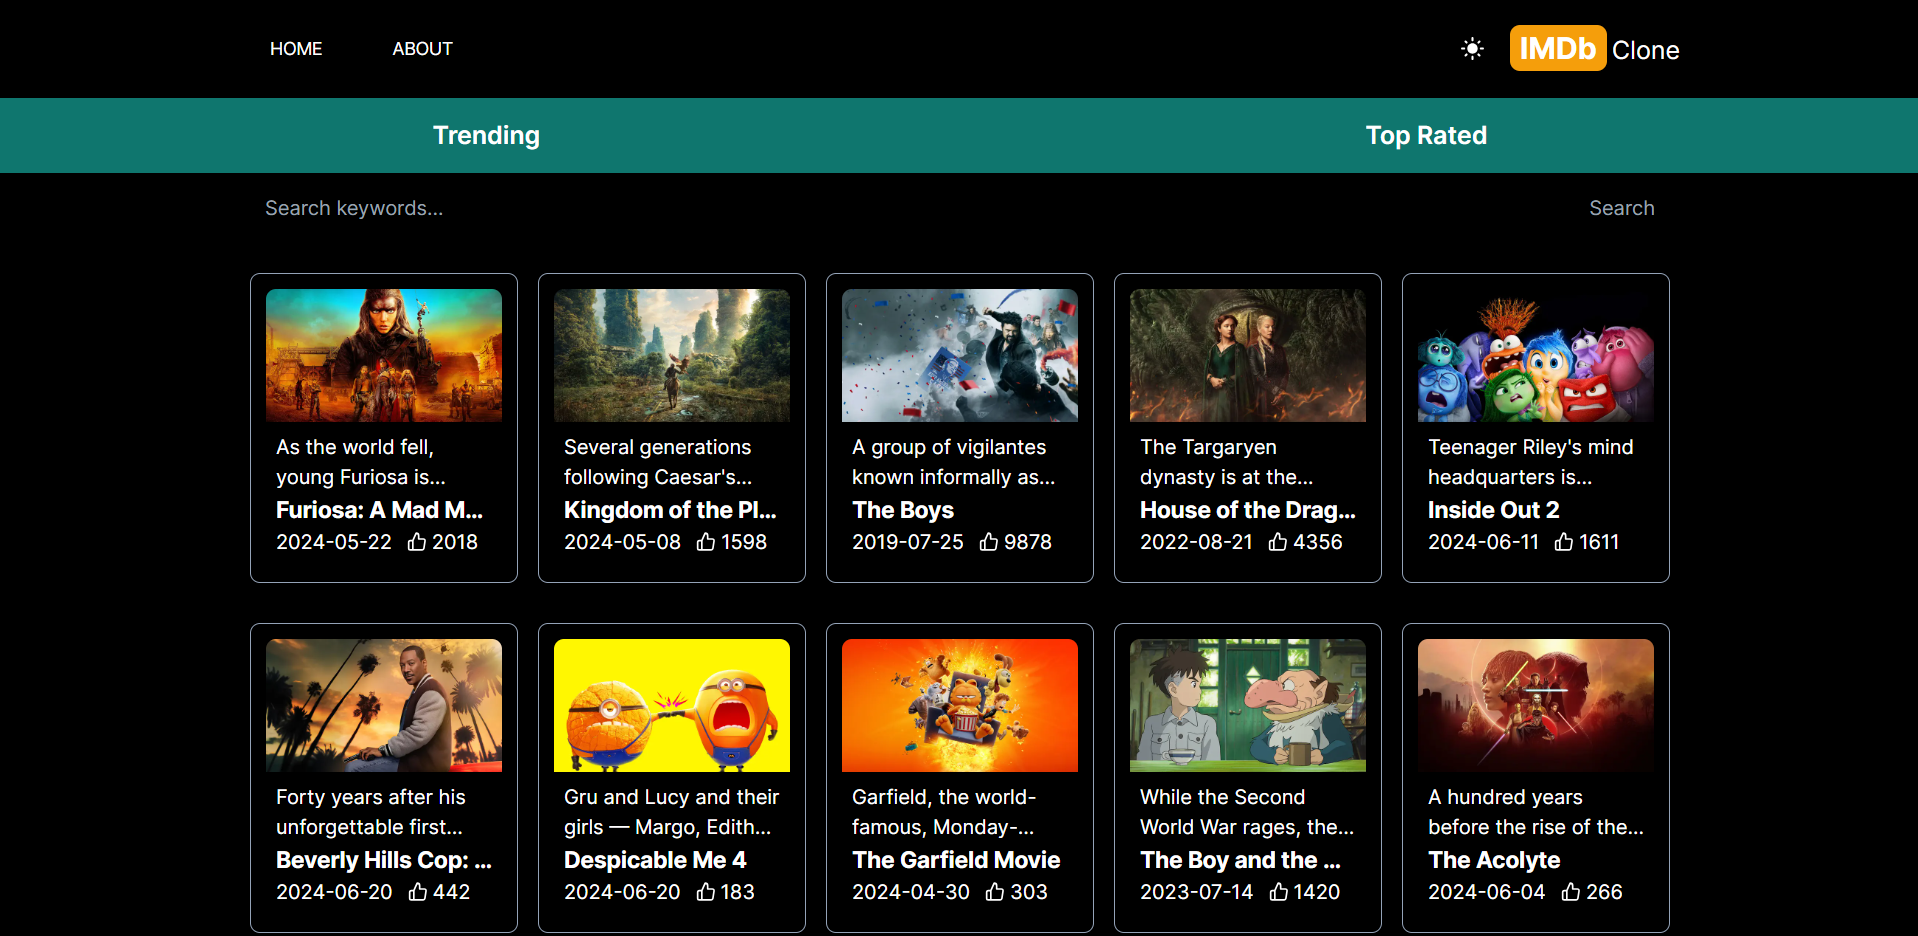 HOME ABOUT IMDb Clone
Trending Top Rated
Search keywords... Search
As the world fell,
young Furiosa is...
Furiosa: A Mad M...
2024-05-22 2018
Several generations
following Caesar's...
Kingdom of the Pl...
2024-05-08 1598
A group of vigilantes
known informally as...
The Boys
2019-07-25 9878
The Targaryen
dynasty is at the...
House of the Drag...
2022-08-21 4356
Teenager Riley's mind
headquarters is...
Inside Out 2
2024-06-11 1611
Forty years after his
unforgettable first...
Beverly Hills Cop: ...
2024-06-20 442
Gru and Lucy and their
girls — Margo, Edith...
Despicable Me 4
2024-06-20 183
Garfield, the world-
famous, Monday-...
The Garfield Movie
2024-04-30 303
While the Second
World War rages, the...
The Boy and the ...
2023-07-14 1420
A hundred years
before the rise of the...
The Acolyte
2024-06-04 266